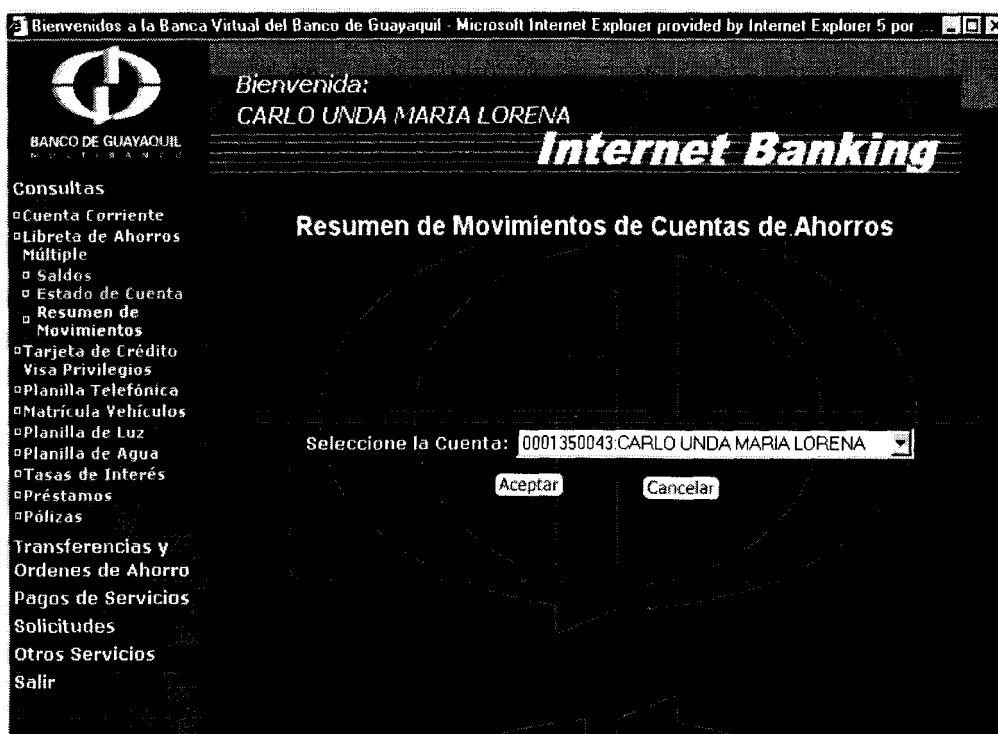 Bienvenidos a la Banca Virtual del Banco de Guayaquil - Microsoft Internet Explorer provided by Internet Explorer 5 por ...
BANCO DE GUAYAQUIL
MULTIBANCO
Bienvenida:
CARLO UNDA MARIA LORENA
Internet Banking
Consultas
Cuenta Corriente
Libreta de Ahorros
Múltiple
Saldos
Estado de Cuenta
Resumen de
Movimientos
Tarjeta de Crédito
Visa Privilegios
Planilla Telefónica
Matrícula Vehículos
Planilla de Luz
Planilla de Agua
Tasas de Interés
Préstamos
Pólizas
Transferencias y
Ordenes de Ahorro
Pagos de Servicios
Solicitudes
Otros Servicios
Salir
Resumen de Movimientos de Cuentas de Ahorros
Seleccione la Cuenta: 0001350043:CARLO UNDA MARIA LORENA
Aceptar Cancelar